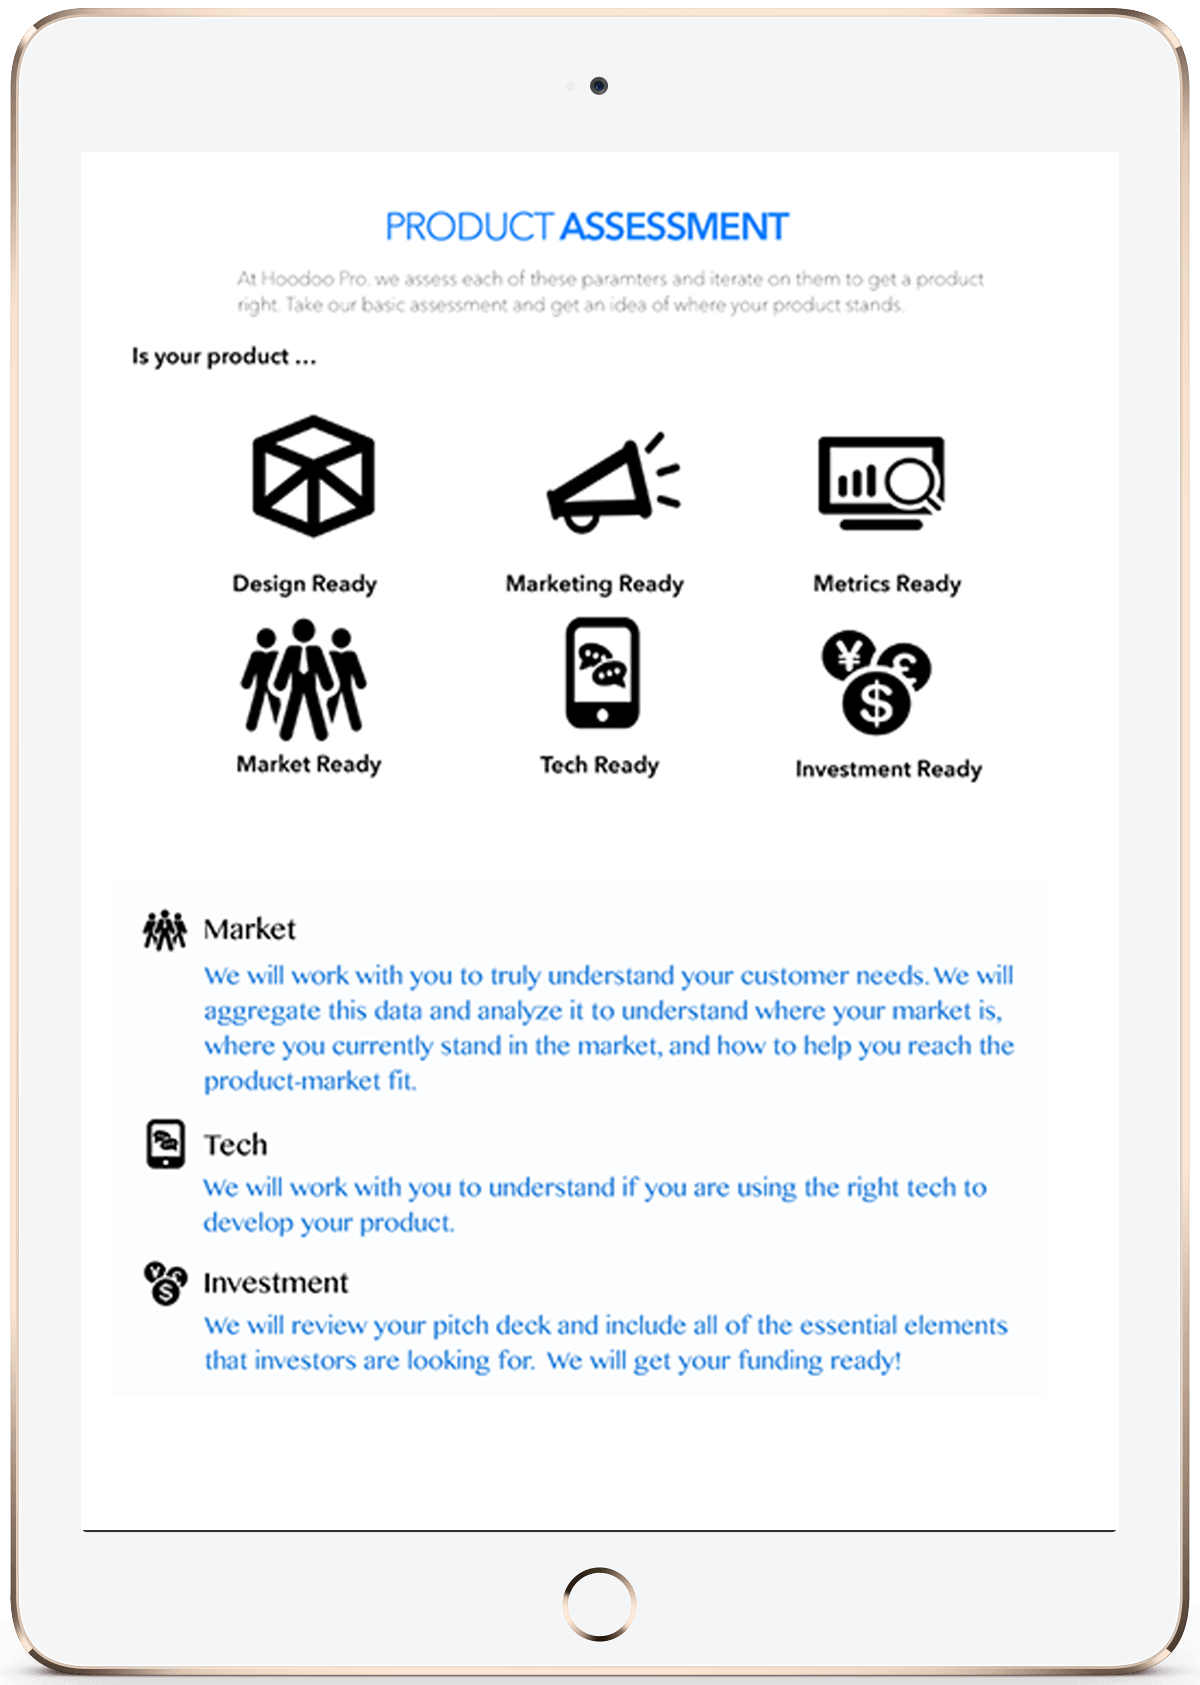 PRODUCT ASSESSMENT
At Hoodoo Pro. we assess each of these paramters and iterate on them to get a product
right. Take our basic assessment and get an idea of where your product stands.
Is your product ...
Design Ready
Marketing Ready
Metrics Ready
¥
£
$
Market Ready
Tech Ready
Investment Ready
Market
We will work with you to truly understand your customer needs. We will
aggregate this data and analyze it to understand where your market is,
where you currently stand in the market, and how to help you reach the
product-market fit.
Tech
We will work with you to understand if you are using the right tech to
develop your product.
¥
£
$
Investment
We will review your pitch deck and include all of the essential elements
that investors are looking for. We will get your funding ready!